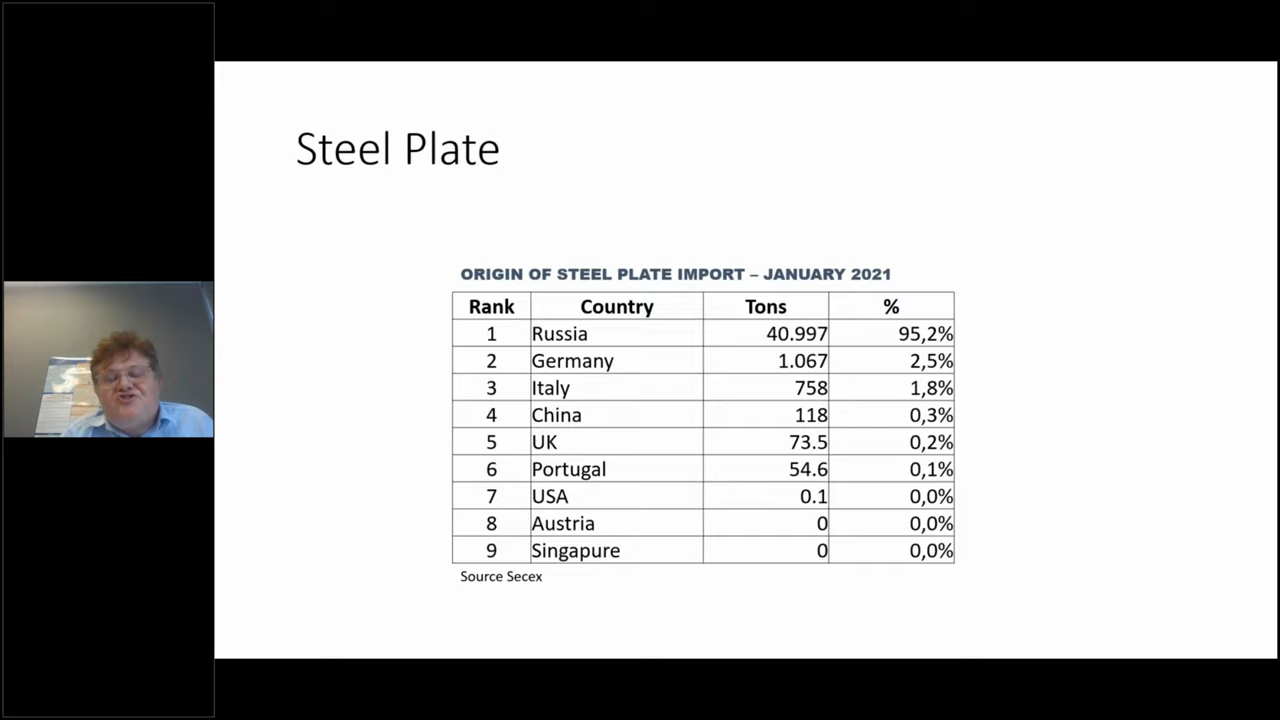 Steel Plate
ORIGIN OF STEEL PLATE IMPORT – JANUARY 2021
Rank Country Tons %
1 Russia 40.997 95,2%
2 Germany 1.067 2,5%
3 Italy 758 1,8%
4 China 118 0,3%
5 UK 73.5 0,2%
6 Portugal 54.6 0,1%
7 USA 0.1 0,0%
8 Austria 0 0,0%
9 Singapure 0 0,0%
Source Secex